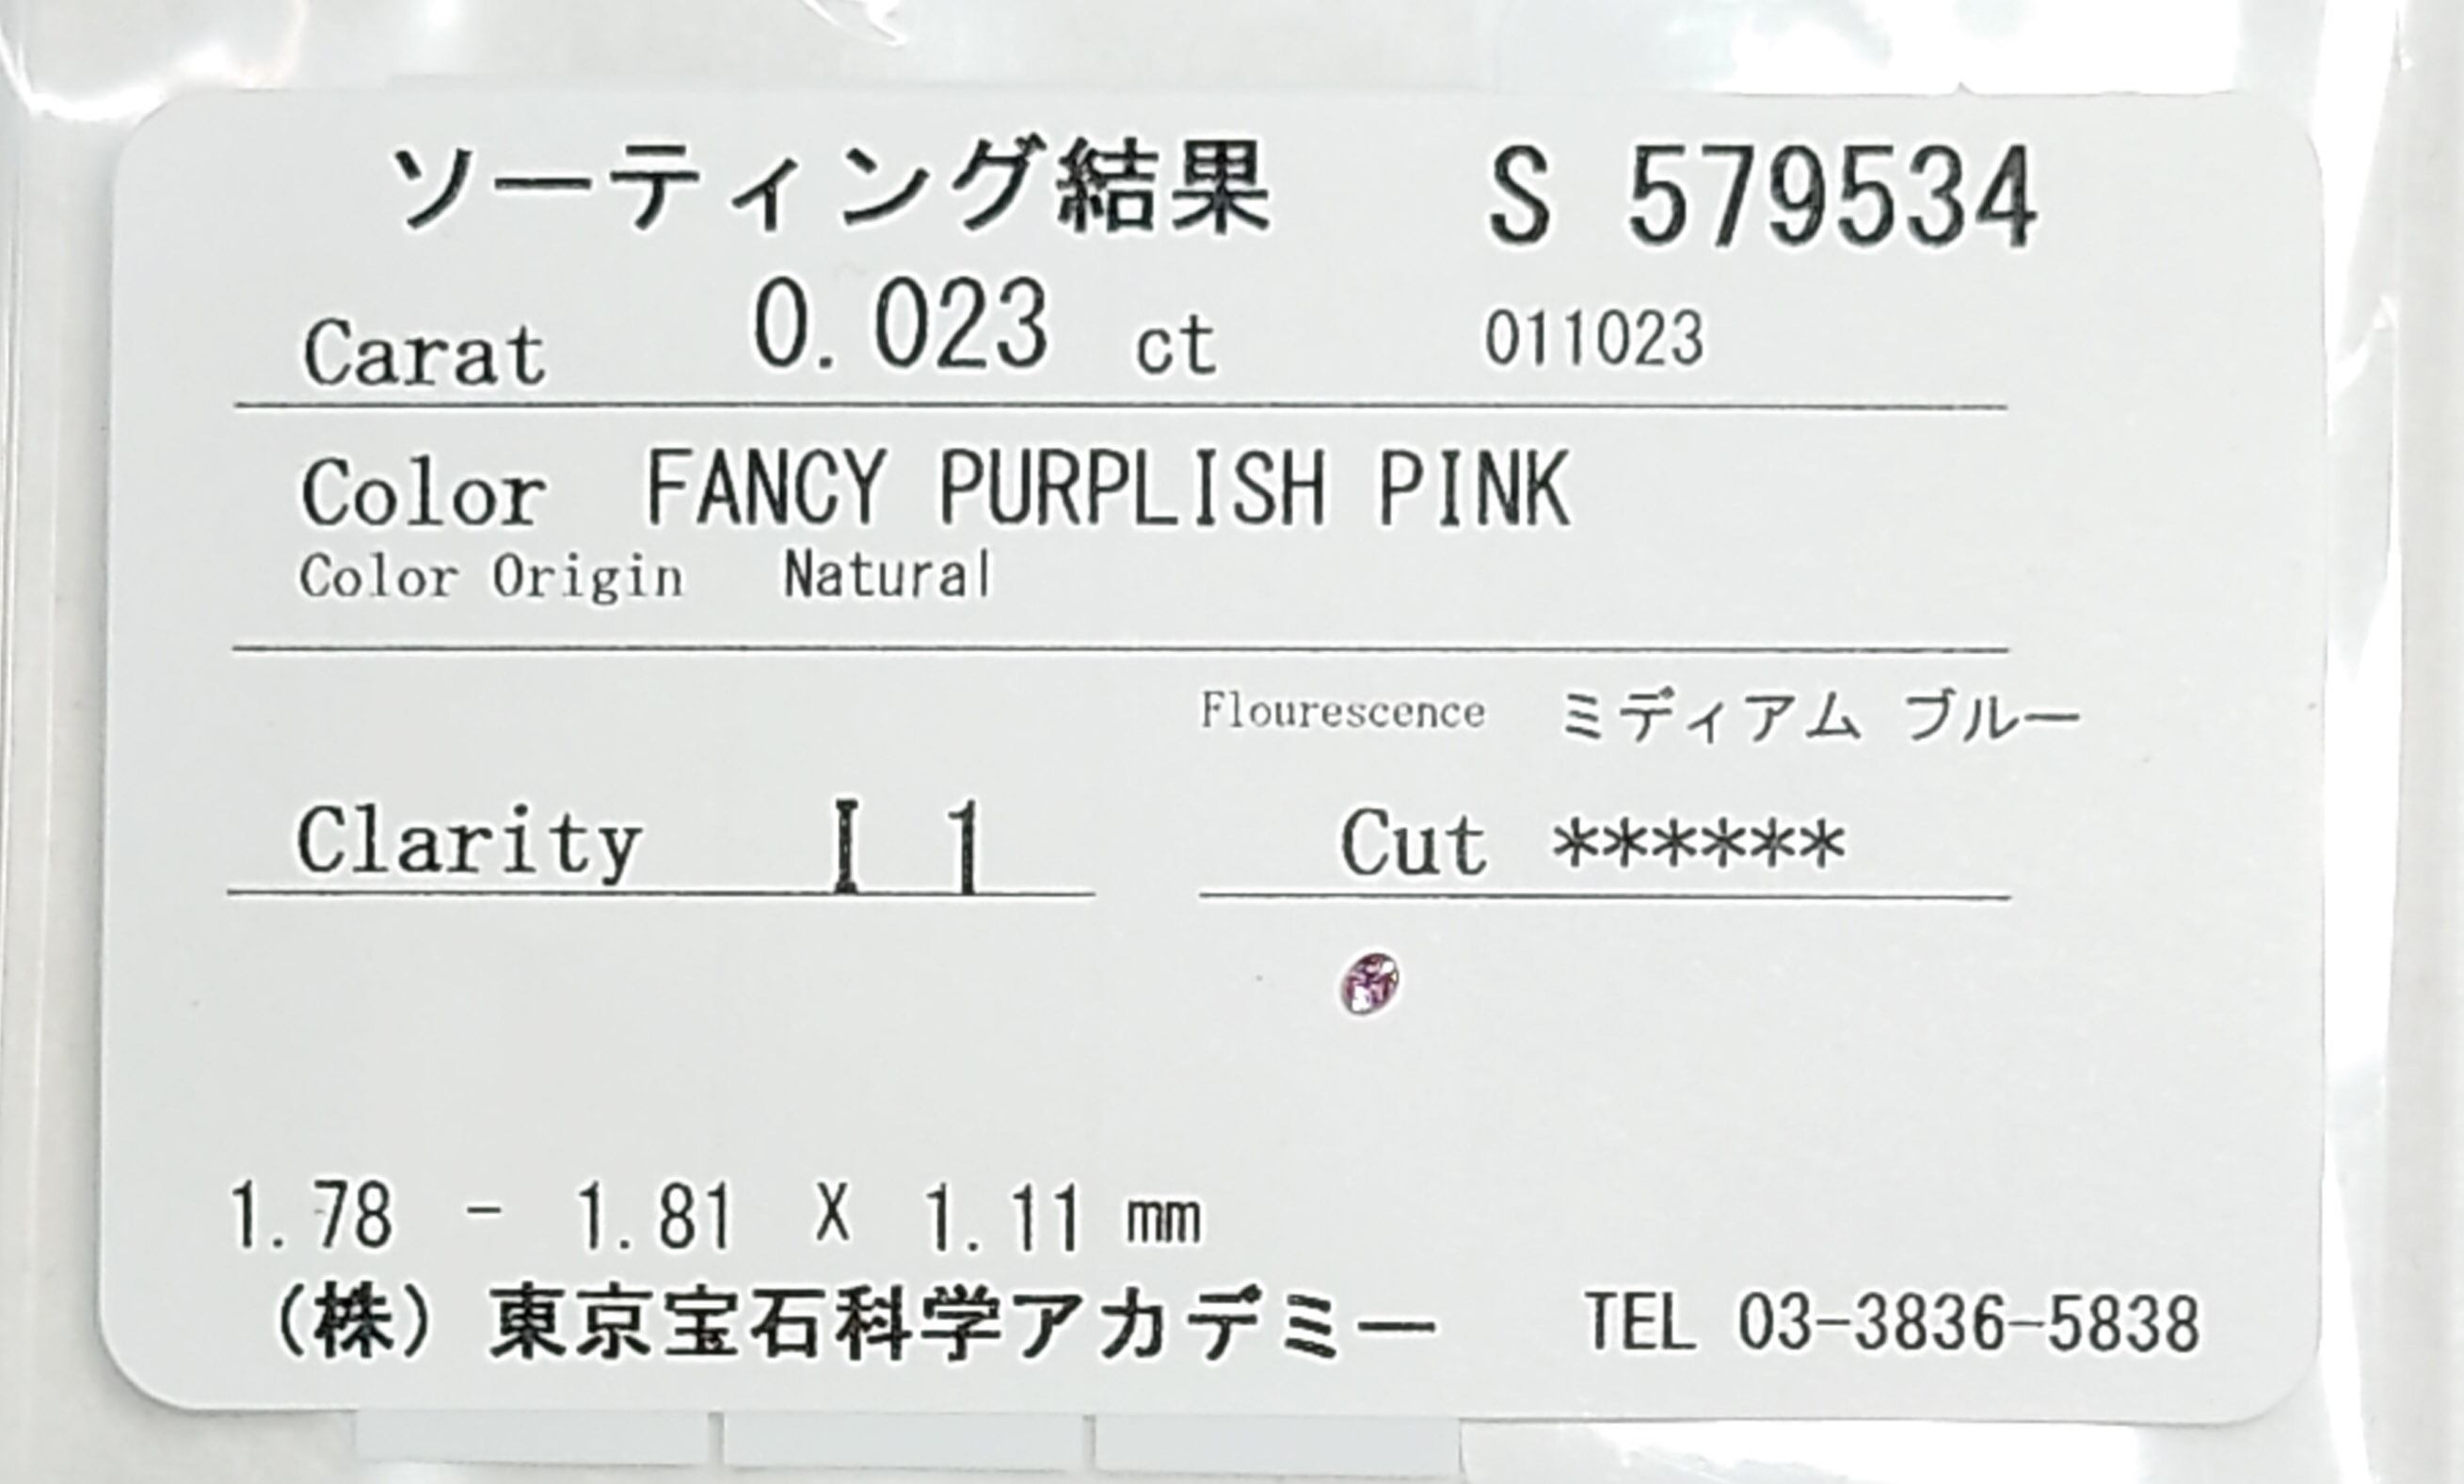 ソーティング結果 S 579534
Carat 0.023 ct 011023
Color FANCY PURPLISH PINK
Color Origin Natural
Flourescence ミディアム ブルー
Clarity I 1 Cut ******
1.78 - 1.81 X 1.11 mm
(株) 東京宝石科学アカデミー TEL 03-3836-5838